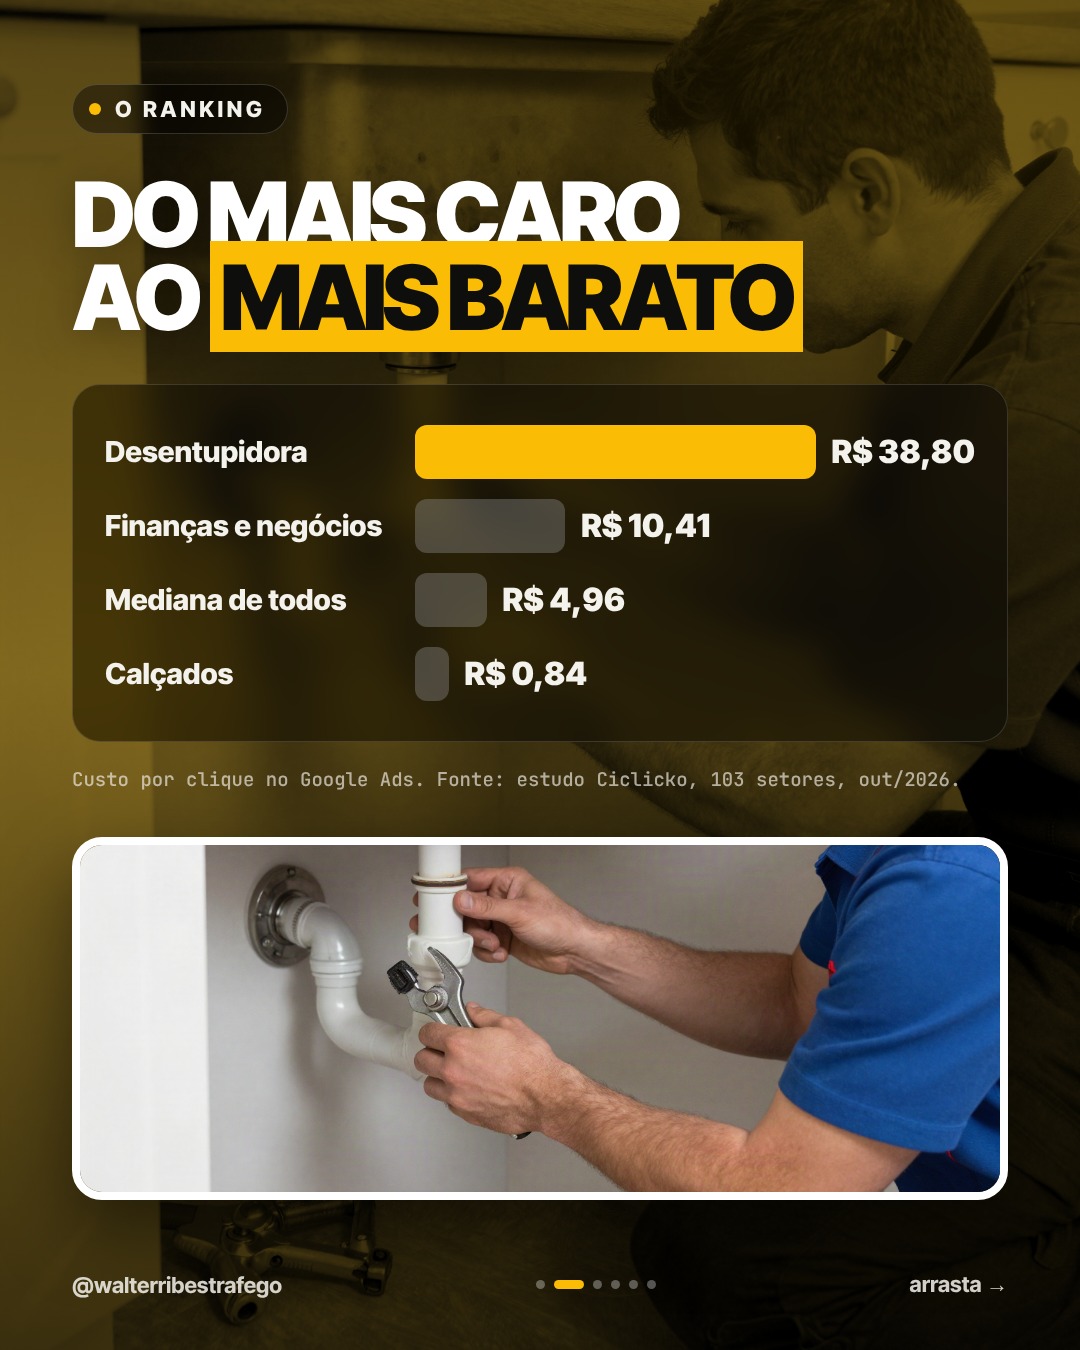 O RANKING
DO MAIS CARO
AO MAIS BARATO
Desentupidora R$ 38,80
Finanças e negócios R$ 10,41
Mediana de todos R$ 4,96
Calçados R$ 0,84
Custo por clique no Google Ads. Fonte: estudo Ciclicko, 103 setores, out/2026.
@walterribestrafego arrasta →